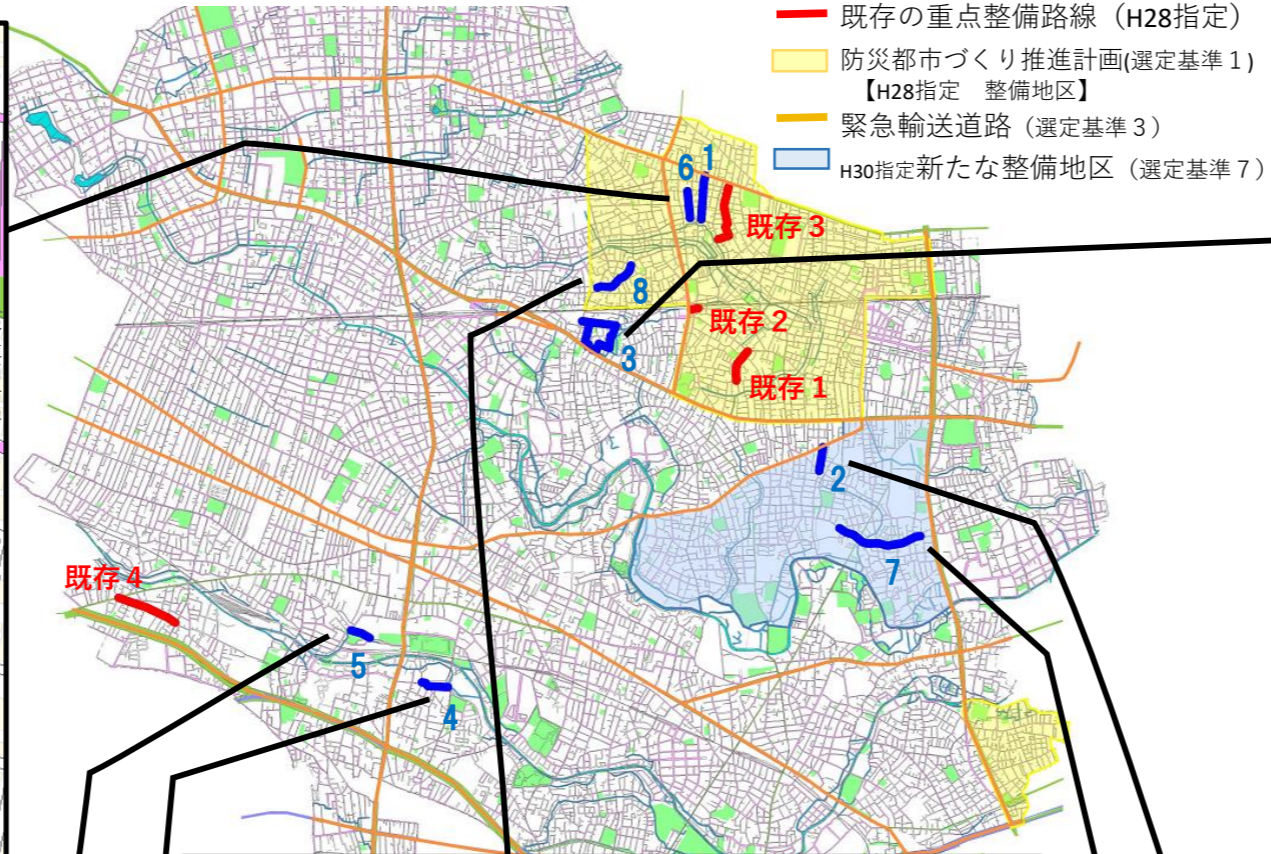 既存の重点整備路線（H28指定）
防災都市づくり推進計画(選定基準１)
【H28指定　整備地区】
緊急輸送道路（選定基準３）
H30指定新たな整備地区（選定基準７）
6 1
既存３
8
既存２
3
既存１
2
7
既存４
5
4